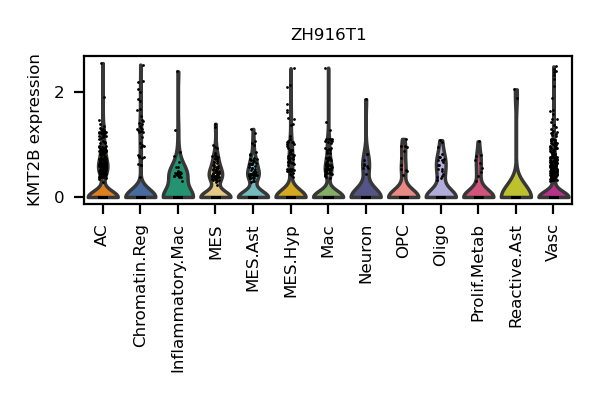 ZH916T1
KMT2B expression
2
0
AC
Chromatin.Reg
Inflammatory.Mac
MES
MES.Ast
MES.Hyp
Mac
Neuron
OPC
Oligo
Prolif.Metab
Reactive.Ast
Vasc